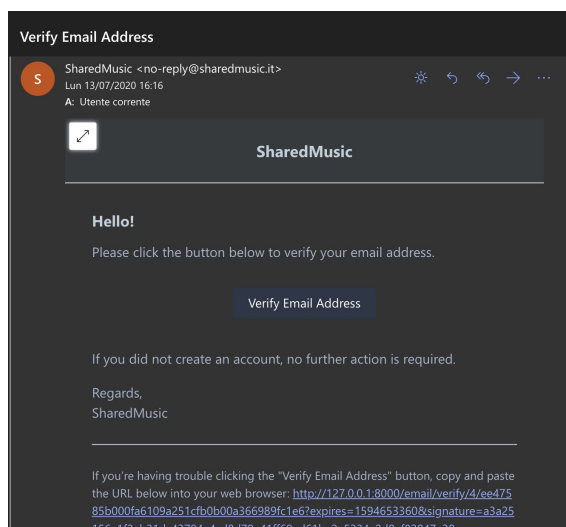 Verify Email Address
S
SharedMusic <no-reply@sharedmusic.it>
Lun 13/07/2020 16:16
A: Utente corrente
SharedMusic
Hello!
Please click the button below to verify your email address.
Verify Email Address
If you did not create an account, no further action is required.
Regards,
SharedMusic
If you're having trouble clicking the "Verify Email Address" button, copy and paste
the URL below into your web browser: http://127.0.0.1:8000/email/verify/4/ee475
85b000fa6109a251cfb0b00a366989fc1e6?expires=1594653360&signature=a3a25